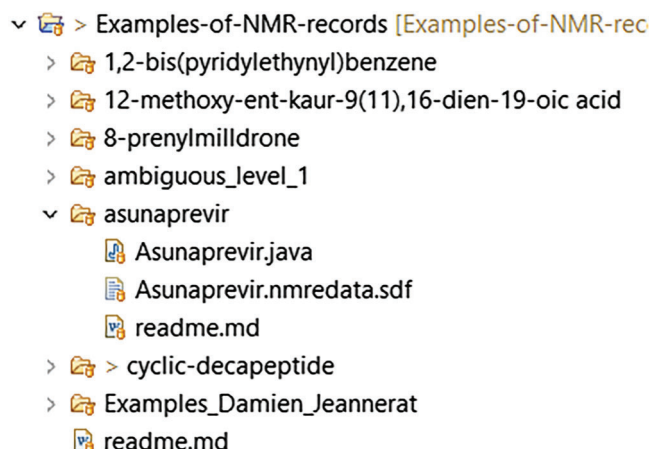 > Examples-of-NMR-records [Examples-of-NMR-rec
1,2-bis(pyridylethynyl)benzene
12-methoxy-ent-kaur-9(11),16-dien-19-oic acid
8-prenylmilldrone
ambiguous_level_1
asunaprevir
Asunaprevir.java
Asunaprevir.nmredata.sdf
readme.md
> cyclic-decapeptide
Examples_Damien_Jeannerat
readme.md